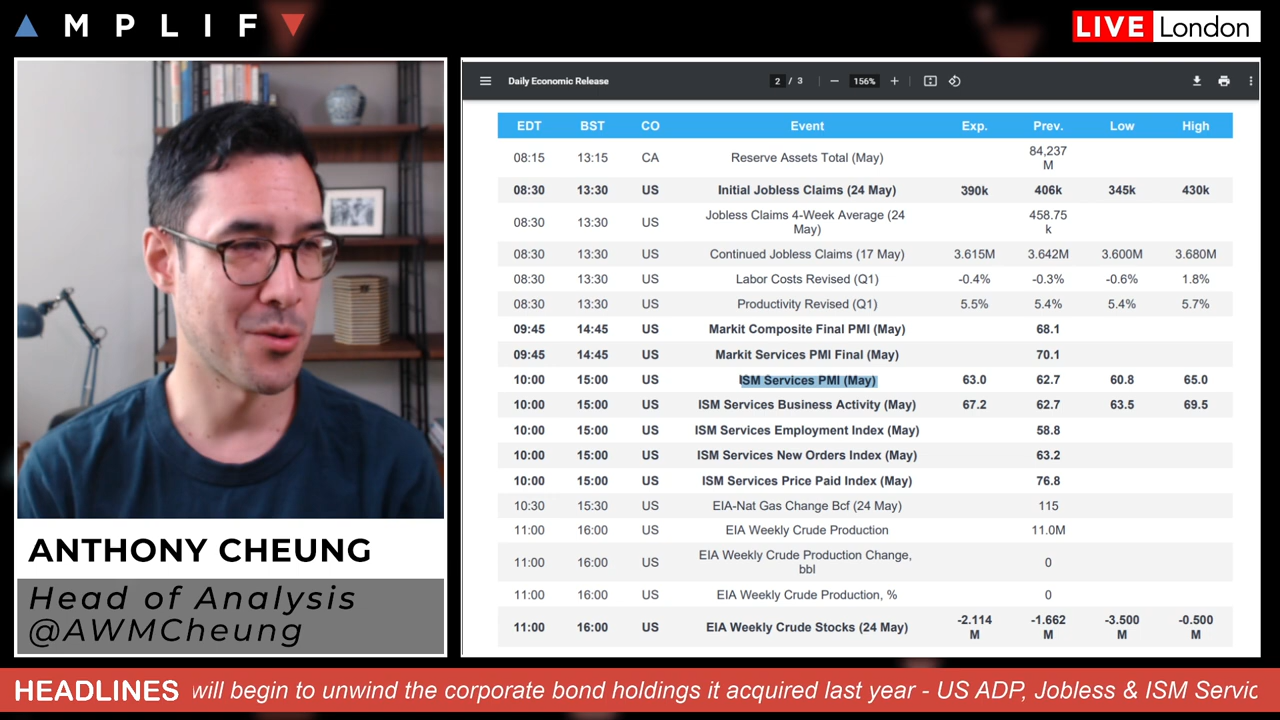 ▲ M P L I F ▼
LIVE London
Daily Economic Release
2 / 3
156%
EDT BST CO Event Exp. Prev. Low High
08:15 13:15 CA Reserve Assets Total (May) 84,237
M
08:30 13:30 US Initial Jobless Claims (24 May) 390k 406k 345k 430k
08:30 13:30 US Jobless Claims 4-Week Average (24
May) 458.75
k
08:30 13:30 US Continued Jobless Claims (17 May) 3.615M 3.642M 3.600M 3.680M
08:30 13:30 US Labor Costs Revised (Q1) -0.4% -0.3% -0.6% 1.8%
08:30 13:30 US Productivity Revised (Q1) 5.5% 5.4% 5.4% 5.7%
09:45 14:45 US Markit Composite Final PMI (May) 68.1
09:45 14:45 US Markit Services PMI Final (May) 70.1
10:00 15:00 US ISM Services PMI (May) 63.0 62.7 60.8 65.0
10:00 15:00 US ISM Services Business Activity (May) 67.2 62.7 63.5 69.5
10:00 15:00 US ISM Services Employment Index (May) 58.8
10:00 15:00 US ISM Services New Orders Index (May) 63.2
10:00 15:00 US ISM Services Price Paid Index (May) 76.8
10:30 15:30 US EIA-Nat Gas Change Bcf (24 May) 115
11:00 16:00 US EIA Weekly Crude Production 11.0M
11:00 16:00 US EIA Weekly Crude Production Change,
bbl 0
11:00 16:00 US EIA Weekly Crude Production, % 0
11:00 16:00 US EIA Weekly Crude Stocks (24 May) -2.114 -1.662 -3.500 -0.500
M M M M
ANTHONY CHEUNG
Head of Analysis
@AWMCheung
HEADLINES will begin to unwind the corporate bond holdings it acquired last year - US ADP, Jobless & ISM Servic